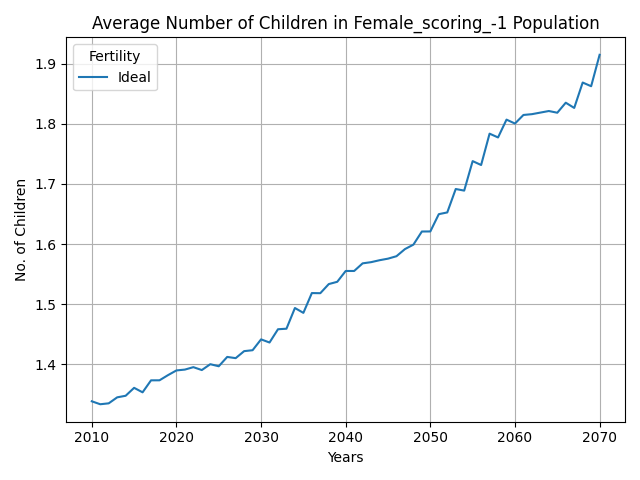 Average Number of Children in Female_scoring_-1 Population
Fertility
Ideal
No. of Children
1.9
1.8
1.7
1.6
1.5
1.4
2010 2020 2030 2040 2050 2060 2070
Years